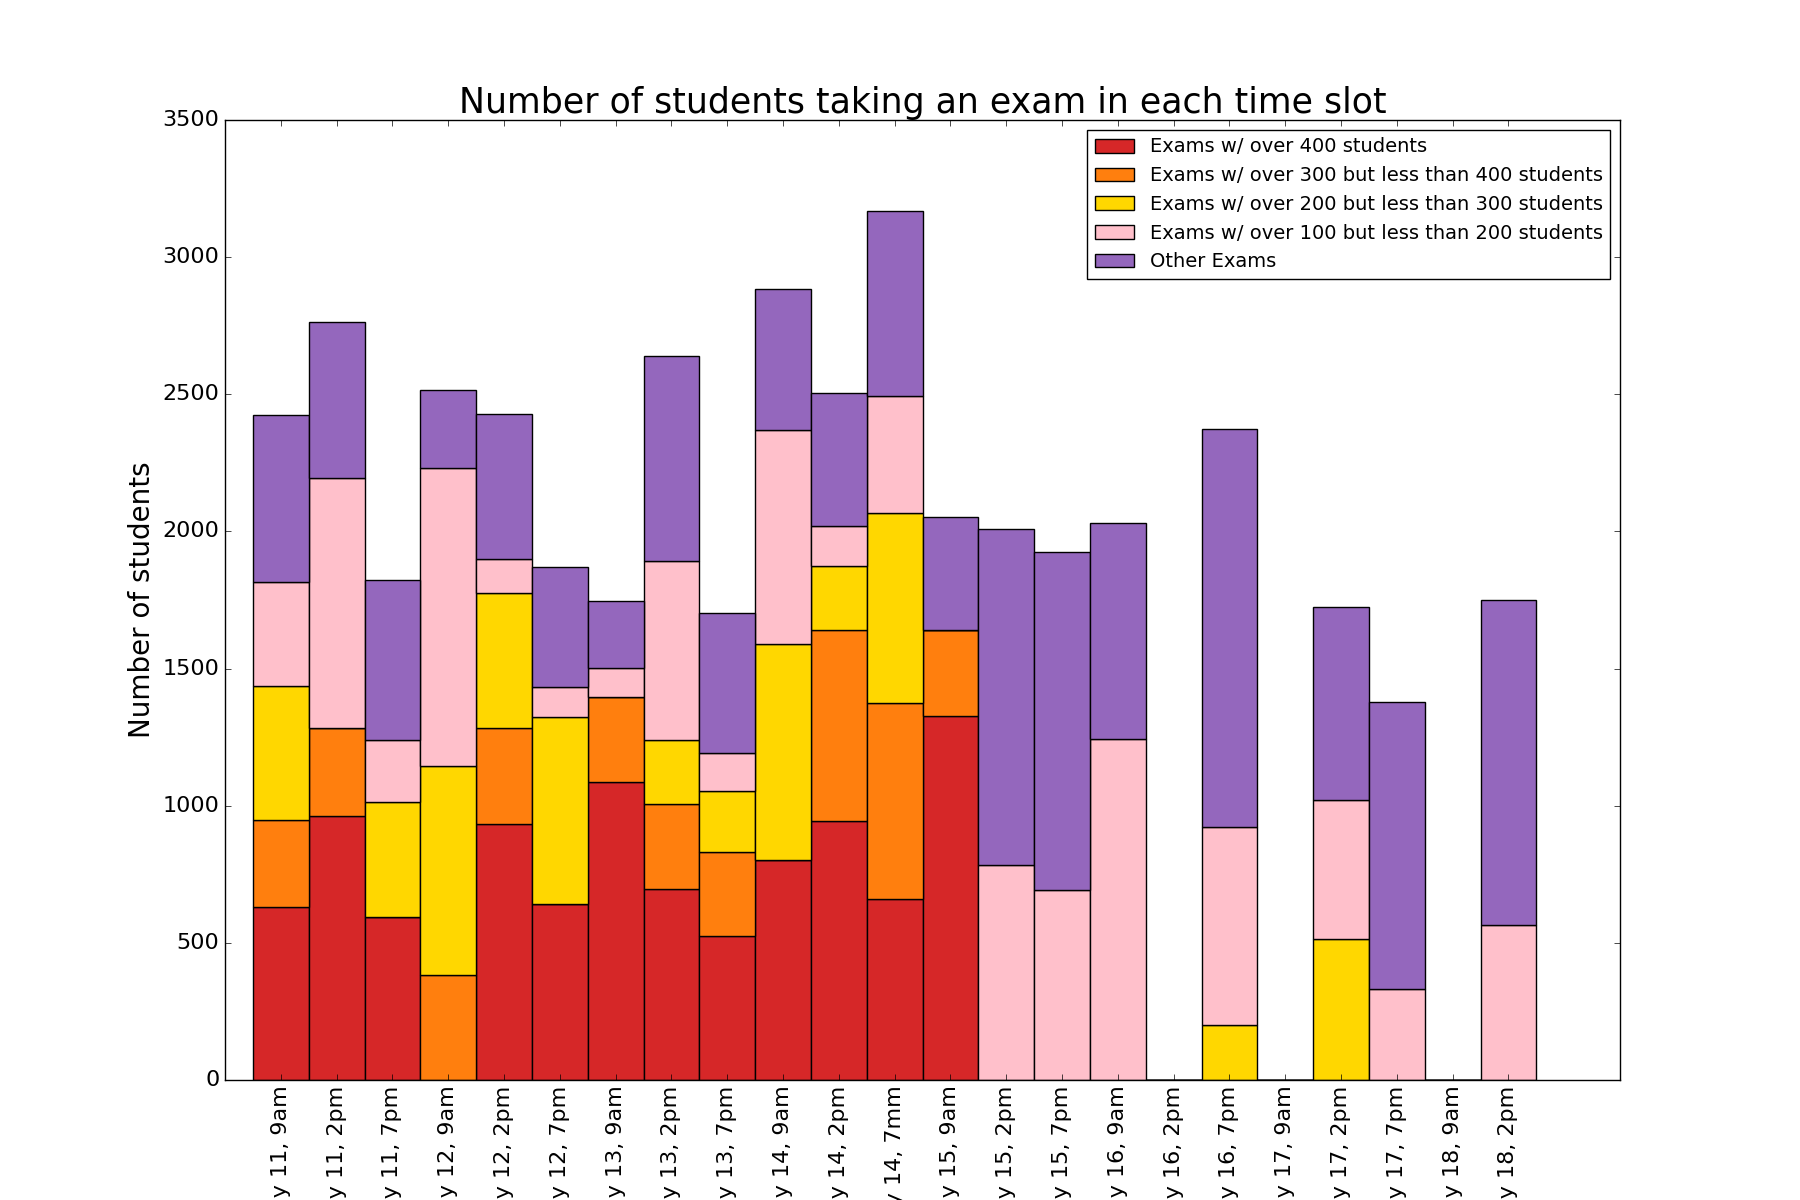 Number of students taking an exam in each time slot
Exams w/ over 400 students
Exams w/ over 300 but less than 400 students
Exams w/ over 200 but less than 300 students
Exams w/ over 100 but less than 200 students
Other Exams
Number of students
3500
3000
2500
2000
1500
1000
500
0
y 11, 9am
y 11, 2pm
y 11, 7pm
y 12, 9am
y 12, 2pm
y 12, 7pm
y 13, 9am
y 13, 2pm
y 13, 7pm
y 14, 9am
y 14, 2pm
y 14, 7mm
y 15, 9am
y 15, 2pm
y 15, 7pm
y 16, 9am
y 16, 2pm
y 16, 7pm
y 17, 9am
y 17, 2pm
y 17, 7pm
y 18, 9am
y 18, 2pm